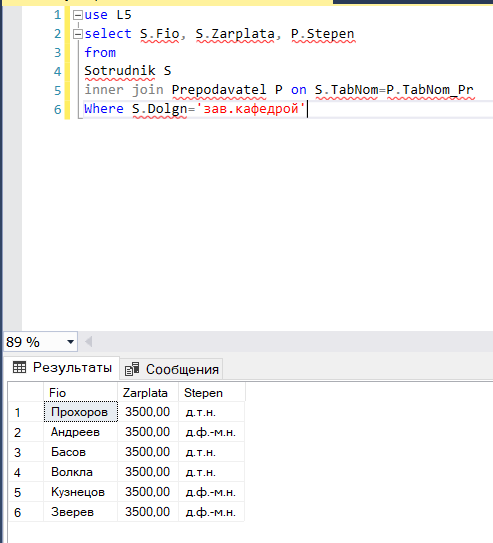 1 use L5
2 select S.Fio, S.Zarplata, P.Stepen
3 from
4 Sotrudnik S
5 inner join Prepodavatel P on S.TabNom=P.TabNom_Pr
6 Where S.Dolgn='зав.кафедрой'
89 %
Результаты Сообщения
Fio Zarplata Stepen
1 Прохоров 3500,00 д.т.н.
2 Андреев 3500,00 д.ф.-м.н.
3 Басов 3500,00 д.т.н.
4 Волкла 3500,00 д.т.н.
5 Кузнецов 3500,00 д.ф.-м.н.
6 Зверев 3500,00 д.ф.-м.н.